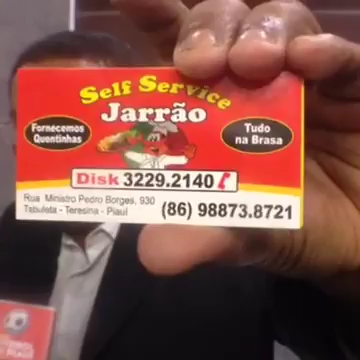 Self Service
Jarrão
Fornecemos
Quentinhas
Tudo
na Brasa
Disk 3229.2140
Rua Ministro Pedro Borges, 930
Tabuleta - Teresina - Piauí
(86) 98873.8721